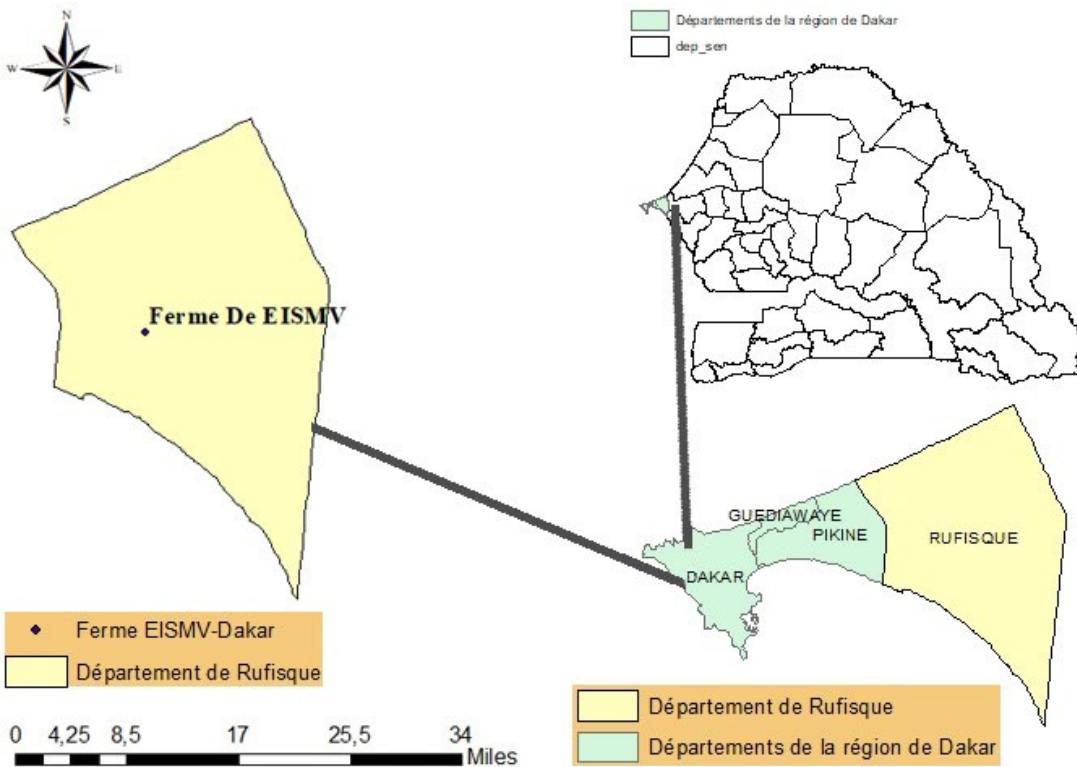 N
W E
S
Départements de la région de Dakar
dep_sen
Ferme De EISMV
GUEDIAWAYE
PIKINE
RUFISQUE
DAKAR
Ferme EISMV-Dakar
Département de Rufisque
Département de Rufisque
Départements de la région de Dakar
0 4,25 8,5 17 25,5 34
Miles